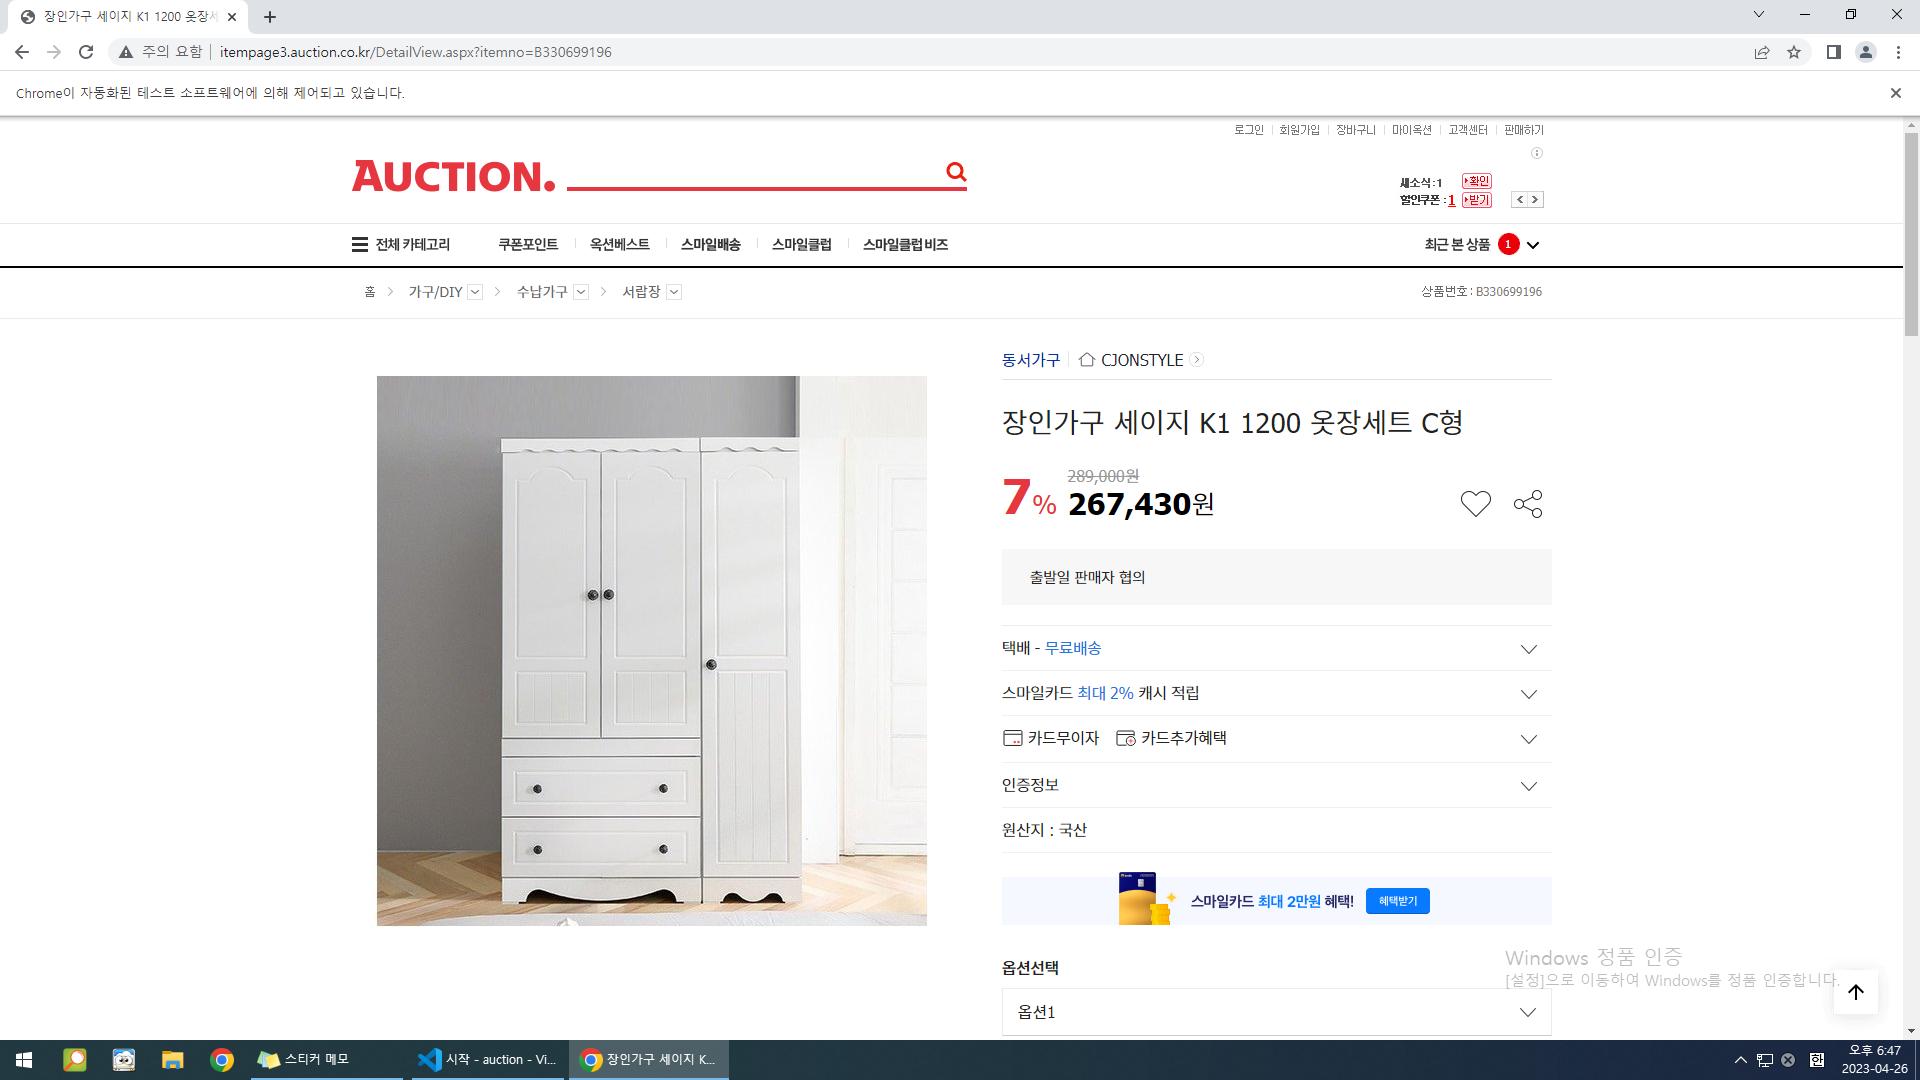 장인가구 세이지 K1 1200 옷장세
주의 요함
itempage3.auction.co.kr/DetailView.aspx?itemno=B330699196
Chrome이 자동화된 테스트 소프트웨어에 의해 제어되고 있습니다.
로그인 회원가입 장바구니 마이옥션 고객센터 판매하기
AUCTION.
새소식:1 확인
할인쿠폰 :1 받기
전체 카테고리 쿠폰포인트 옥션베스트 스마일배송 스마일클럽 스마일클럽 비즈 최근 본 상품 1
홈 가구/DIY 수납가구 서랍장 상품번호 : B330699196
동서가구 CJONSTYLE
장인가구 세이지 K1 1200 옷장세트 C형
289,000원
7% 267,430원
출발일 판매자 협의
택배 - 무료배송
스마일카드 최대 2% 캐시 적립
카드무이자 카드추가혜택
인증정보
원산지 : 국산
스마일카드 최대 2만원 혜택! 혜택받기
Windows 정품 인증
[설정]으로 이동하여 Windows를 정품 인증합니다.
옵션선택
옵션1
스티커 메모 시작 - auction - Vi... 장인가구 세이지 K... 한 오후 6:47
2023-04-26